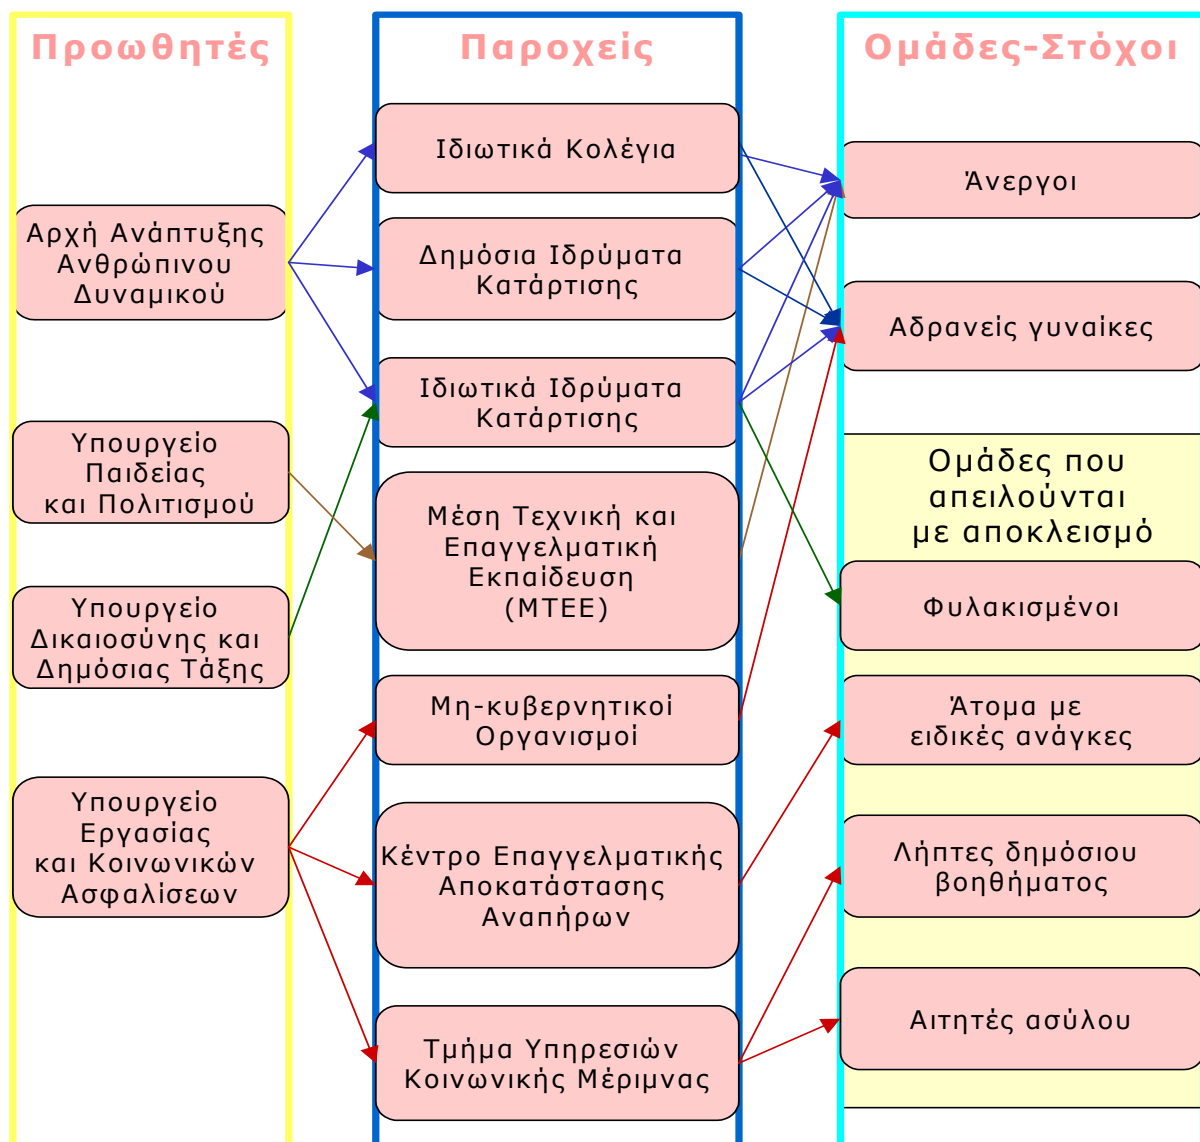 Προωθητές
Αρχή Ανάπτυξης
Ανθρώπινου
Δυναμικού
Υπουργείο
Παιδείας
και Πολιτισμού
Υπουργείο
Δικαιοσύνης και
Δημόσιας Τάξης
Υπουργείο
Εργασίας
και Κοινωνικών
Ασφαλίσεων
Παροχείς
Ιδιωτικά Κολέγια
Δημόσια Ιδρύματα
Κατάρτισης
Ιδιωτικά Ιδρύματα
Κατάρτισης
Μέση Τεχνική και
Επαγγελματική
Εκπαίδευση
(ΜΤΕΕ)
Μη-κυβερνητικοί
Οργανισμοί
Κέντρο Επαγγελματικής
Αποκατάστασης
Αναπήρων
Τμήμα Υπηρεσιών
Κοινωνικής Μέριμνας
Ομάδες-Στόχοι
Άνεργοι
Αδρανείς γυναίκες
Ομάδες που
απειλούνται
με αποκλεισμό
Φυλακισμένοι
Άτομα με
ειδικές ανάγκες
Λήπτες δημόσιου
βοηθήματος
Αιτητές ασύλου